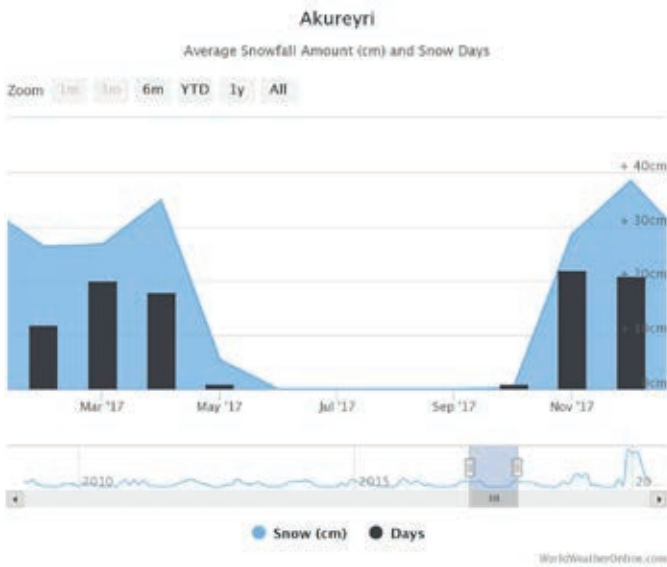 Akureyri
Average Snowfall Amount (cm) and Snow Days
Zoom 1m 3m 6m YTD 1y All
+ 40cm
+ 30cm
+ 20cm
+ 10cm
0cm
Mar '17 May '17 Jul '17 Sep '17 Nov '17
2010 2015 20
Snow (cm) Days
WorldWeatherOnline.com